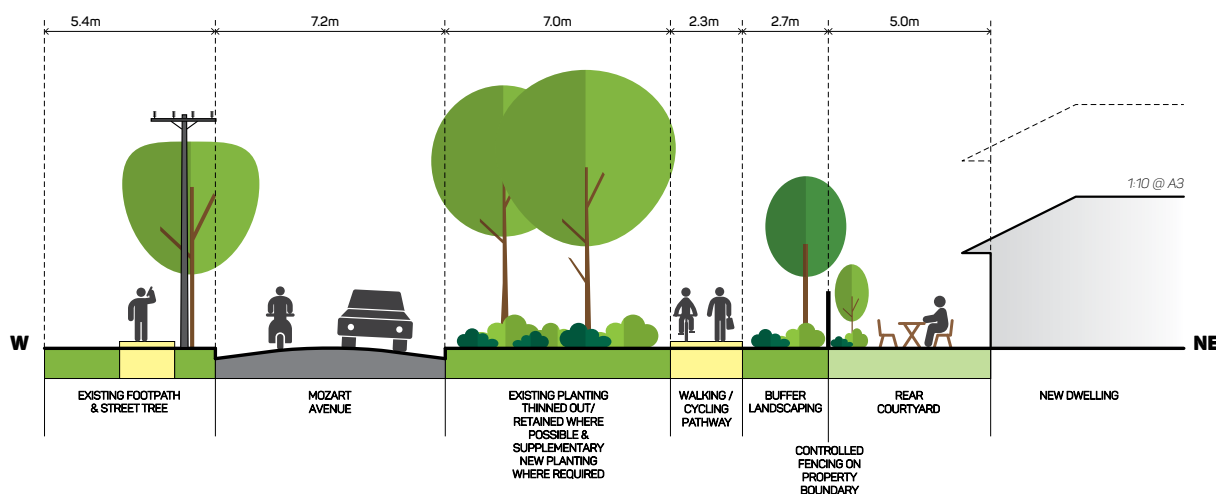 5.4m
7.2m
7.0m
2.3m
2.7m
5.0m
1:10 @ A3
W
NE
EXISTING FOOTPATH
& STREET TREE
MOZART
AVENUE
EXISTING PLANTING
THINNED OUT/
RETAINED WHERE
POSSIBLE &
SUPPLEMENTARY
NEW PLANTING
WHERE REQUIRED
WALKING /
CYCLING
PATHWAY
BUFFER
LANDSCAPING
REAR
COURTYARD
NEW DWELLING
CONTROLLED
FENCING ON
PROPERTY
BOUNDARY